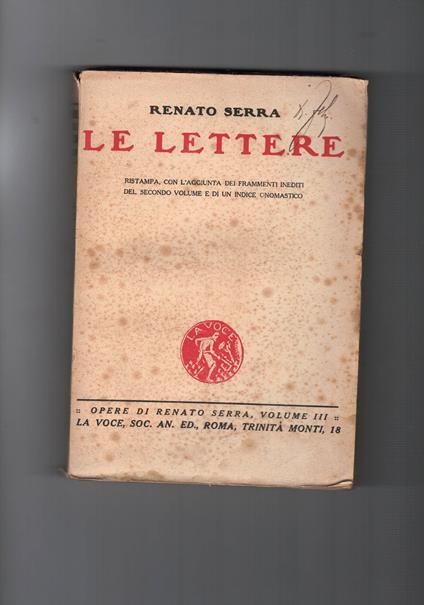 RENATO SERRA
LE LETTERE
RISTAMPA, CON L'AGGIUNTA DEI FRAMMENTI INEDITI
DEL SECONDO VOLUME E DI UN INDICE ONOMASTICO
LA VOCE
:: OPERE DI RENATO SERRA, VOLUME III ::
LA VOCE, SOC. AN. ED., ROMA, TRINITÀ MONTI, 18